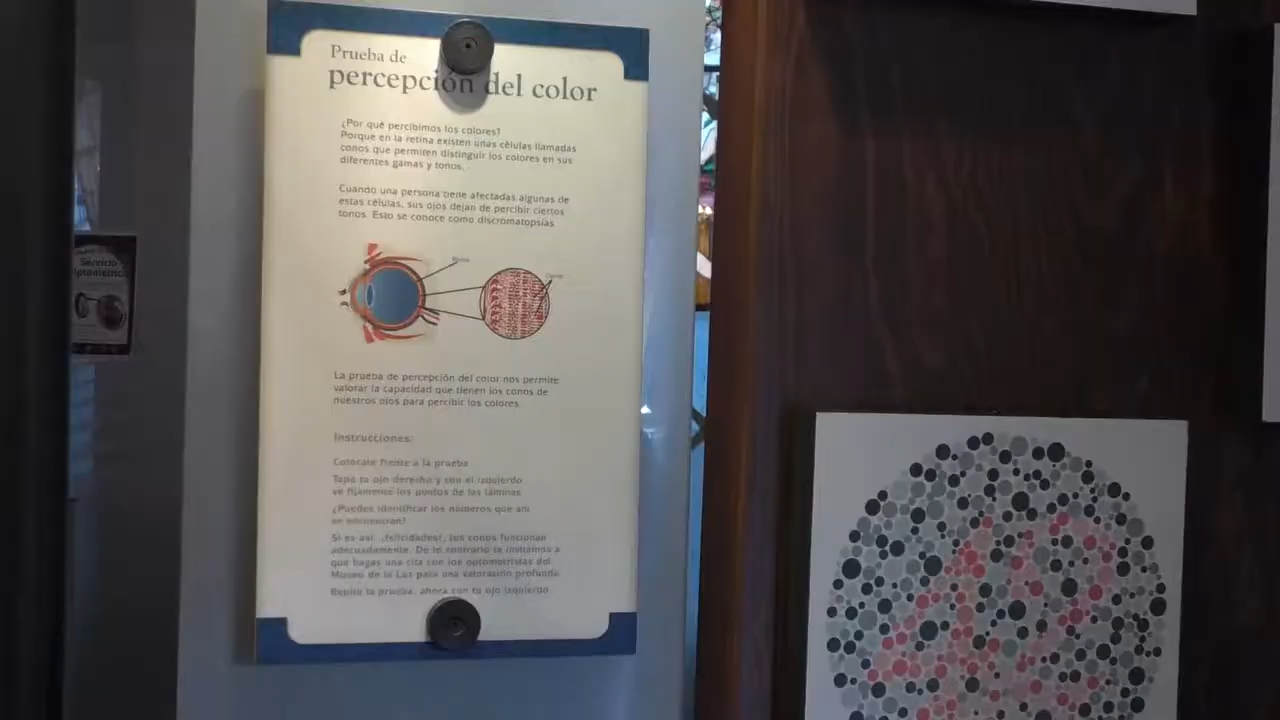 Prueba de
percepción del color
¿Por qué percibimos los colores?
Porque en la retina existen unas células llamadas
conos que permiten distinguir los colores en sus
diferentes gamas y tonos.
Cuando una persona tiene afectadas algunas de
estas células, sus ojos dejan de percibir ciertos
tonos. Esto se conoce como discromatopsias
Retina
Conos
La prueba de percepción del color nos permite
valorar la capacidad que tienen los conos de
nuestros ojos para percibir los colores.
Instrucciones:
Colócate frente a la prueba
Tapa tu ojo derecho y con el izquierdo
ve fijamente los puntos de las láminas
¿Puedes identificar los números que ahí
se encuentran?
Si es así, ¡felicidades!, tus conos funcionan
adecuadamente. De lo contrario te invitamos a
que hagas una cita con los optometristas del
Museo de la Luz para una valoración profunda
Repite la prueba, ahora con tu ojo izquierdo
Servicio
42